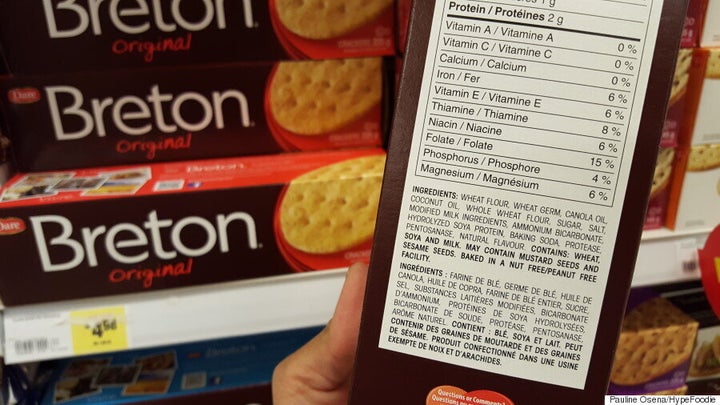 Breton
Original
Dare
Breton
Original
Breton
Dare
Breton
Original
4.98
Protein / Protéines 2 g
Vitamin A / Vitamine A 0 %
Vitamin C / Vitamine C 0 %
Calcium / Calcium 0 %
Iron / Fer 6 %
Vitamin E / Vitamine E 6 %
Thiamine / Thiamine 8 %
Niacin / Niacine 6 %
Folate / Folate 15 %
Phosphorus / Phosphore 4 %
Magnesium / Magnésium 6 %
INGREDIENTS: WHEAT FLOUR, WHEAT GERM, CANOLA OIL,
COCONUT OIL, WHOLE WHEAT FLOUR, SUGAR, SALT,
MODIFIED MILK INGREDIENTS, AMMONIUM BICARBONATE,
HYDROLYZED SOYA PROTEIN, BAKING SODA, PROTEASE,
PENTOSANASE, NATURAL FLAVOUR. CONTAINS: WHEAT,
SOYA AND MILK. MAY CONTAIN MUSTARD SEEDS AND
SESAME SEEDS. BAKED IN A NUT FREE/PEANUT FREE
FACILITY.
INGRÉDIENTS : FARINE DE BLÉ, GERME DE BLÉ, HUILE DE
CANOLA, HUILE DE COPRA, FARINE DE BLÉ ENTIER, SUCRE,
SEL, SUBSTANCES LAITIÈRES MODIFIÉES, BICARBONATE
D'AMMONIUM, PROTÉINES DE SOYA HYDROLYSÉES,
BICARBONATE DE SOUDE, PROTÉASE, PENTOSANASE,
ARÔME NATUREL. CONTIENT : BLÉ, SOYA ET LAIT. PEUT
CONTENIR DES GRAINES DE MOUTARDE ET DES GRAINES
DE SÉSAME. PRODUIT CONFECTIONNÉ DANS UNE USINE
EXEMPTE DE NOIX ET D'ARACHIDES.
Questions or Comments?
Pauline Osena/HypeFoodie